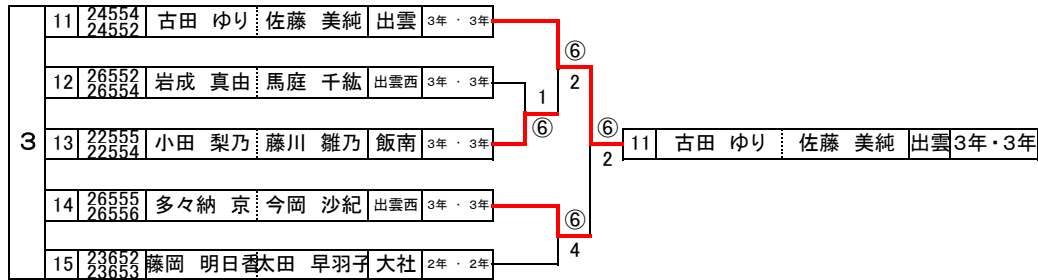 3
11 24554 24552 古田 ゆり 佐藤 美純 出雲 3年 ・ 3年
⑥
2
12 26552 26554 岩成 真由 馬庭 千紘 出雲西 3年 ・ 3年
1
⑥
13 22555 22554 小田 梨乃 藤川 雛乃 飯南 3年 ・ 3年
⑥
2
11 古田 ゆり 佐藤 美純 出雲 3年・3年
14 26555 26556 多々納 京 今岡 沙紀 出雲西 3年 ・ 3年
⑥
4
15 23652 23653 藤岡 明日香 太田 早羽子 大社 2年 ・ 2年